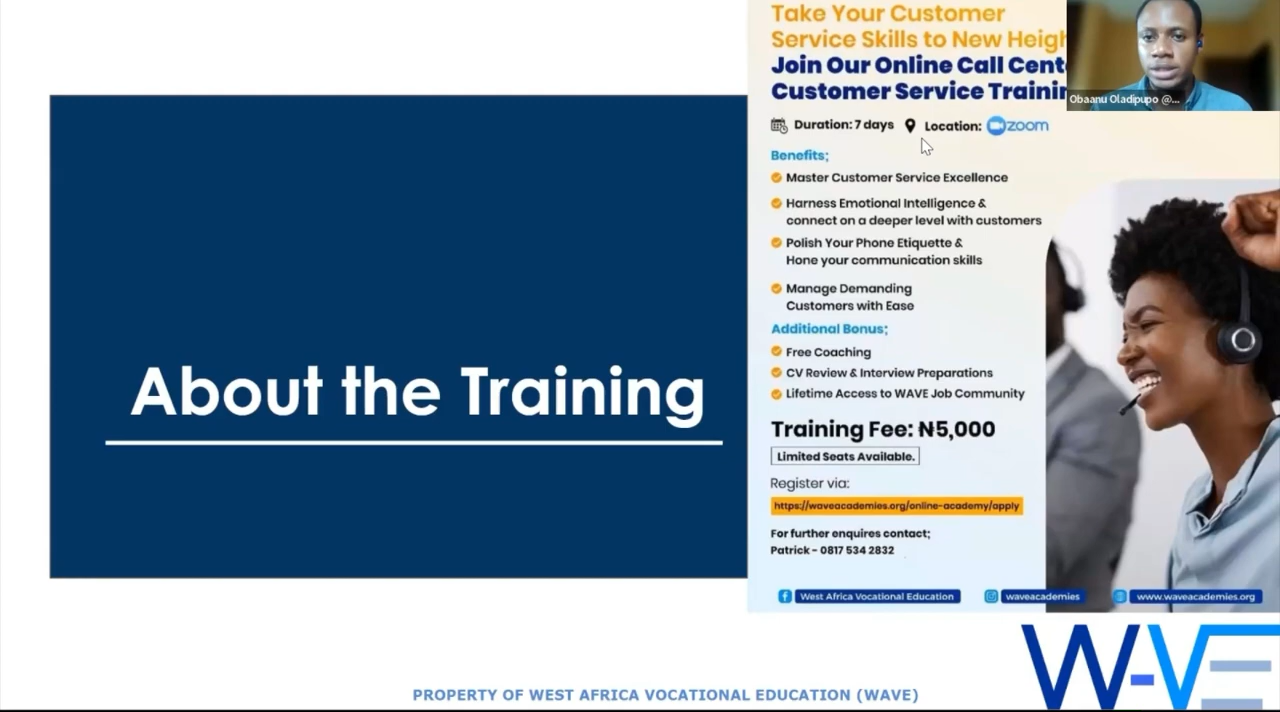 About the Training
Take Your Customer
Service Skills to New Heigh
Join Our Online Call Cent
Customer Service Trainin
Duration: 7 days Location: zoom
Benefits;
Master Customer Service Excellence
Harness Emotional Intelligence &
connect on a deeper level with customers
Polish Your Phone Etiquette &
Hone your communication skills
Manage Demanding
Customers with Ease
Additional Bonus;
Free Coaching
CV Review & Interview Preparations
Lifetime Access to WAVE Job Community
Training Fee: ₦5,000
Limited Seats Available.
Register via:
https://waveacademies.org/online-academy/apply
For further enquires contact;
Patrick - 0817 534 2832
West Africa Vocational Education waveacademies www.waveacademies.org
Obaanu Oladipupo @...
W-VE
PROPERTY OF WEST AFRICA VOCATIONAL EDUCATION (WAVE)